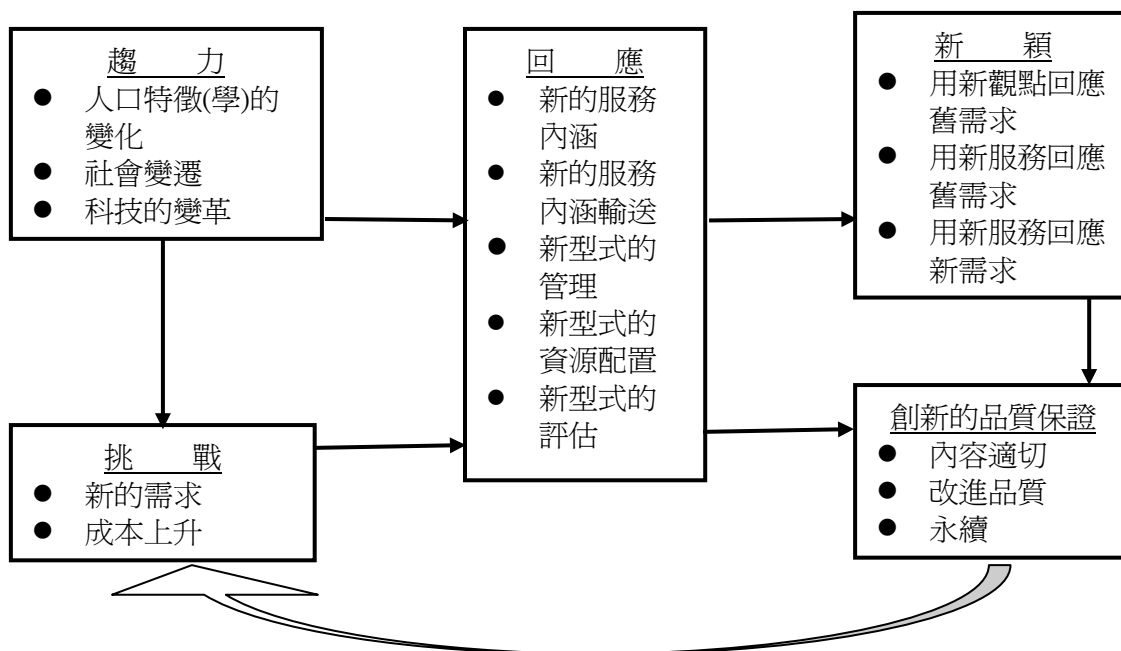 趨　　力
● 人口特徵(學)的
變化
● 社會變遷
● 科技的變革
挑　　戰
● 新的需求
● 成本上升
回　　應
● 新的服務
內涵
● 新的服務
內涵輸送
● 新型式的
管理
● 新型式的
資源配置
● 新型式的
評估
新　　穎
● 用新觀點回應
舊需求
● 用新服務回應
舊需求
● 用新服務回應
新需求
創新的品質保證
● 內容適切
● 改進品質
● 永續